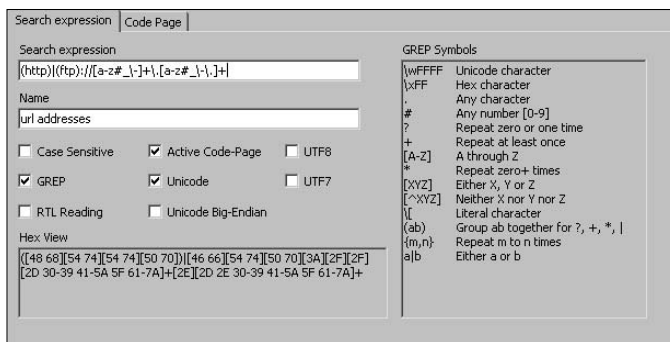 Search expression Code Page
Search expression
(http)|(ftp)://[a-z#_\-]+\.[a-z#_\-\.]+
Name
url addresses
Case Sensitive Active Code-Page UTF8
GREP Unicode UTF7
RTL Reading Unicode Big-Endian
Hex View
([48 68][54 74][54 74][50 70])|[46 66][54 74][50 70][3A][2F][2F]
[2D 30-39 41-5A 5F 61-7A]+[2E][2D 2E 30-39 41-5A 5F 61-7A]+
GREP Symbols
\wFFFF Unicode character
\xFF Hex character
. Any character
# Any number [0-9]
? Repeat zero or one time
+ Repeat at least once
[A-Z] A through Z
* Repeat zero+ times
[XYZ] Either X, Y or Z
[^XYZ] Neither X nor Y nor Z
\[ Literal character
(ab) Group ab together for ?, +, *, |
{m,n} Repeat m to n times
a|b Either a or b